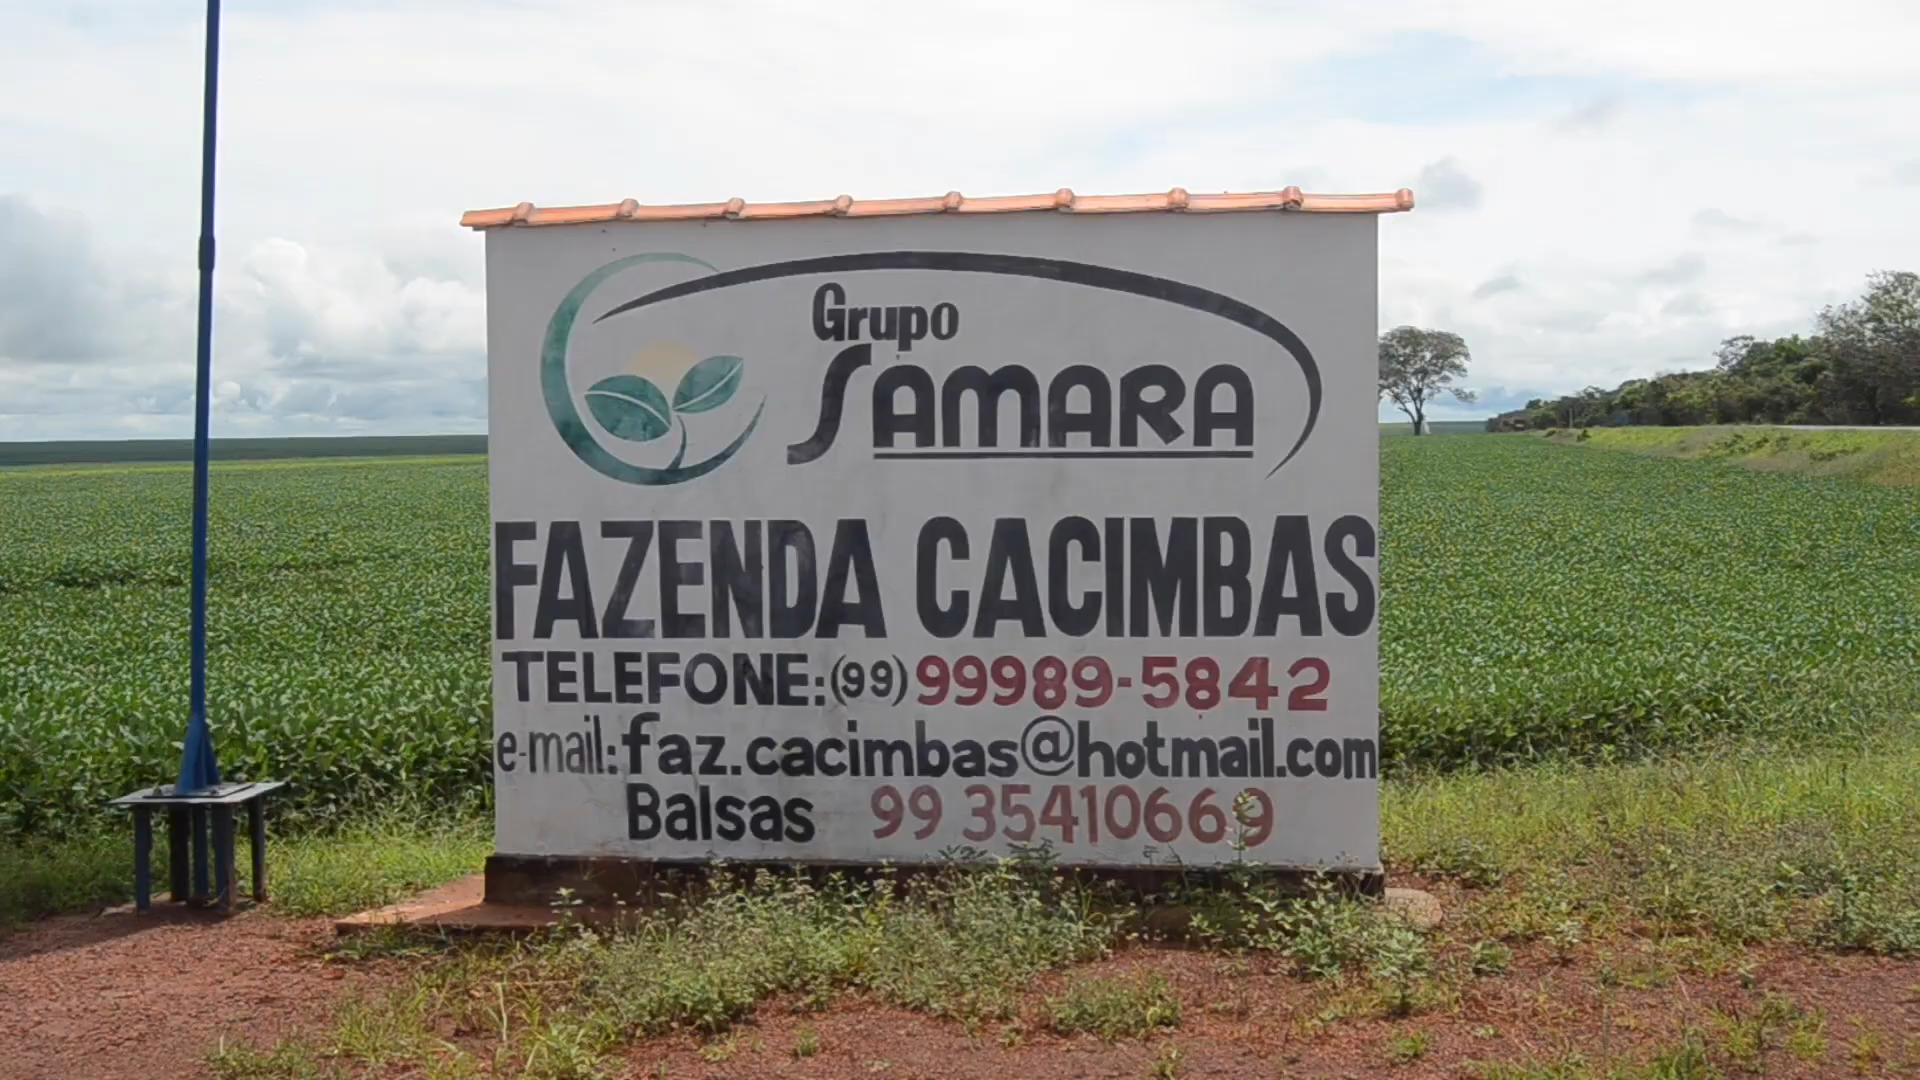 Grupo
SAMARA
FAZENDA CACIMBAS
TELEFONE: (99) 99989-5842
e-mail: faz.cacimbas@hotmail.com
Balsas 99 35410669